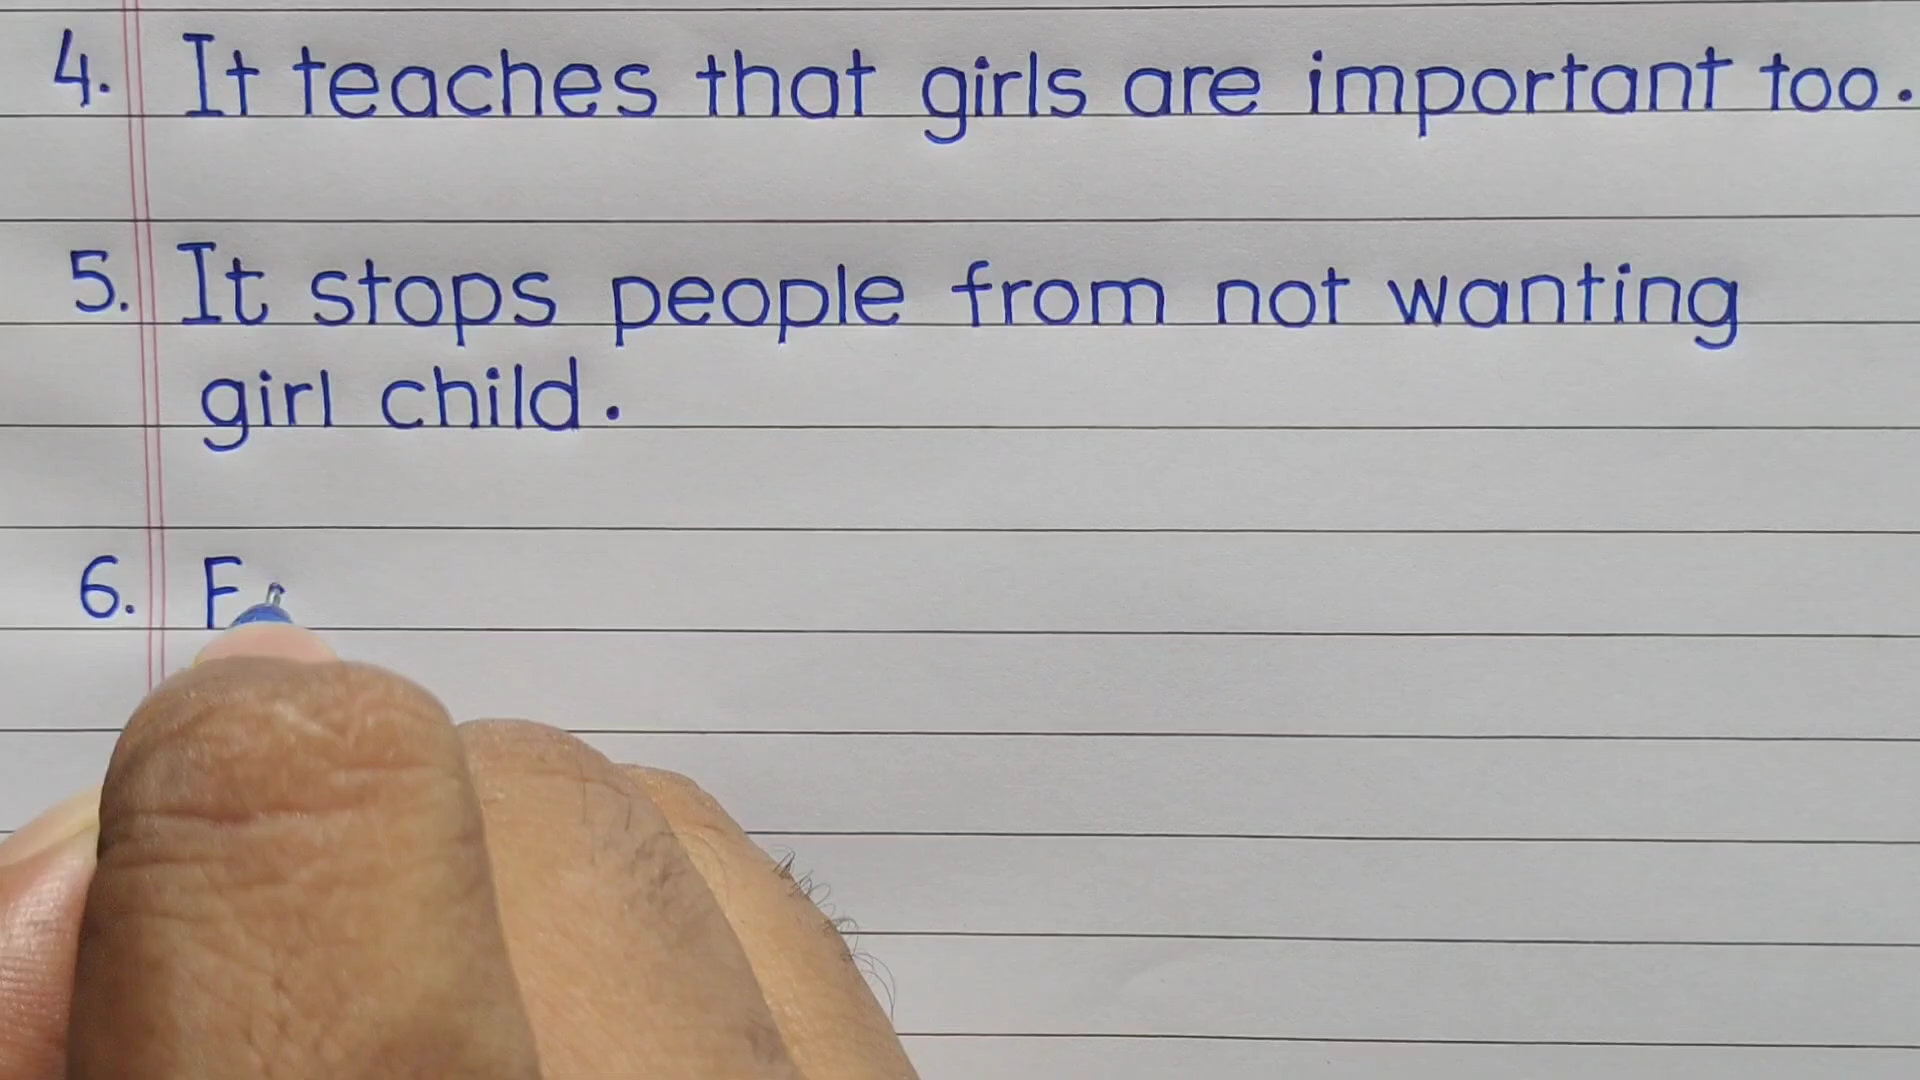 4. It teaches that girls are important too.
5. It stops people from not wanting
girl child.
6. F